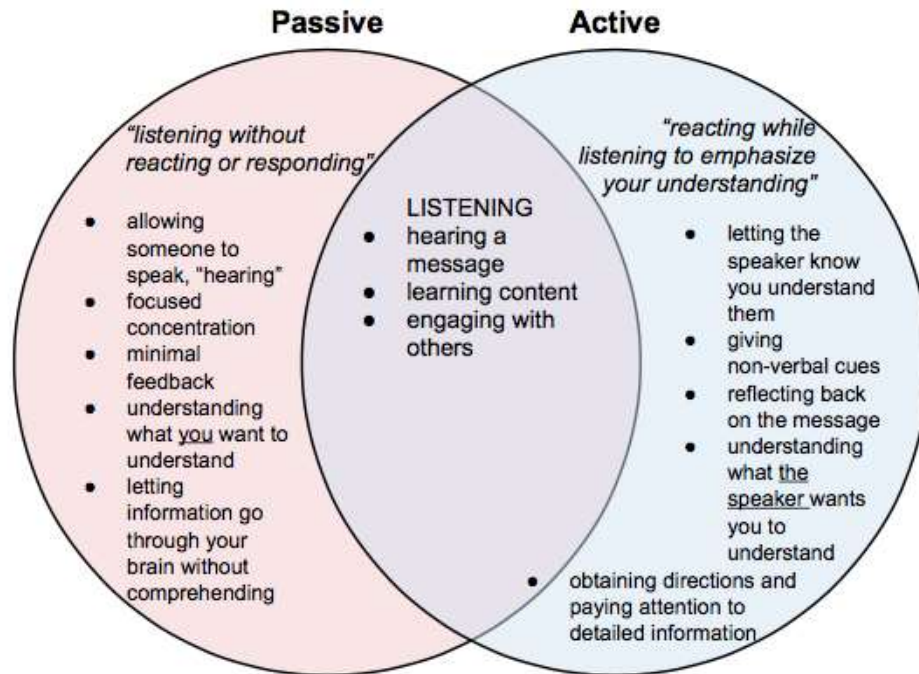 Passive
Active
“listening without
reacting or responding”
● allowing
someone to
speak, “hearing”
● focused
concentration
● minimal
feedback
● understanding
what you want to
understand
● letting
information go
through your
brain without
comprehending
LISTENING
● hearing a
message
● learning content
● engaging with
others
“reacting while
listening to emphasize
your understanding”
● letting the
speaker know
you understand
them
● giving
non-verbal cues
● reflecting back
on the message
● understanding
what the
speaker wants
you to
understand
● obtaining directions and
paying attention to
detailed information